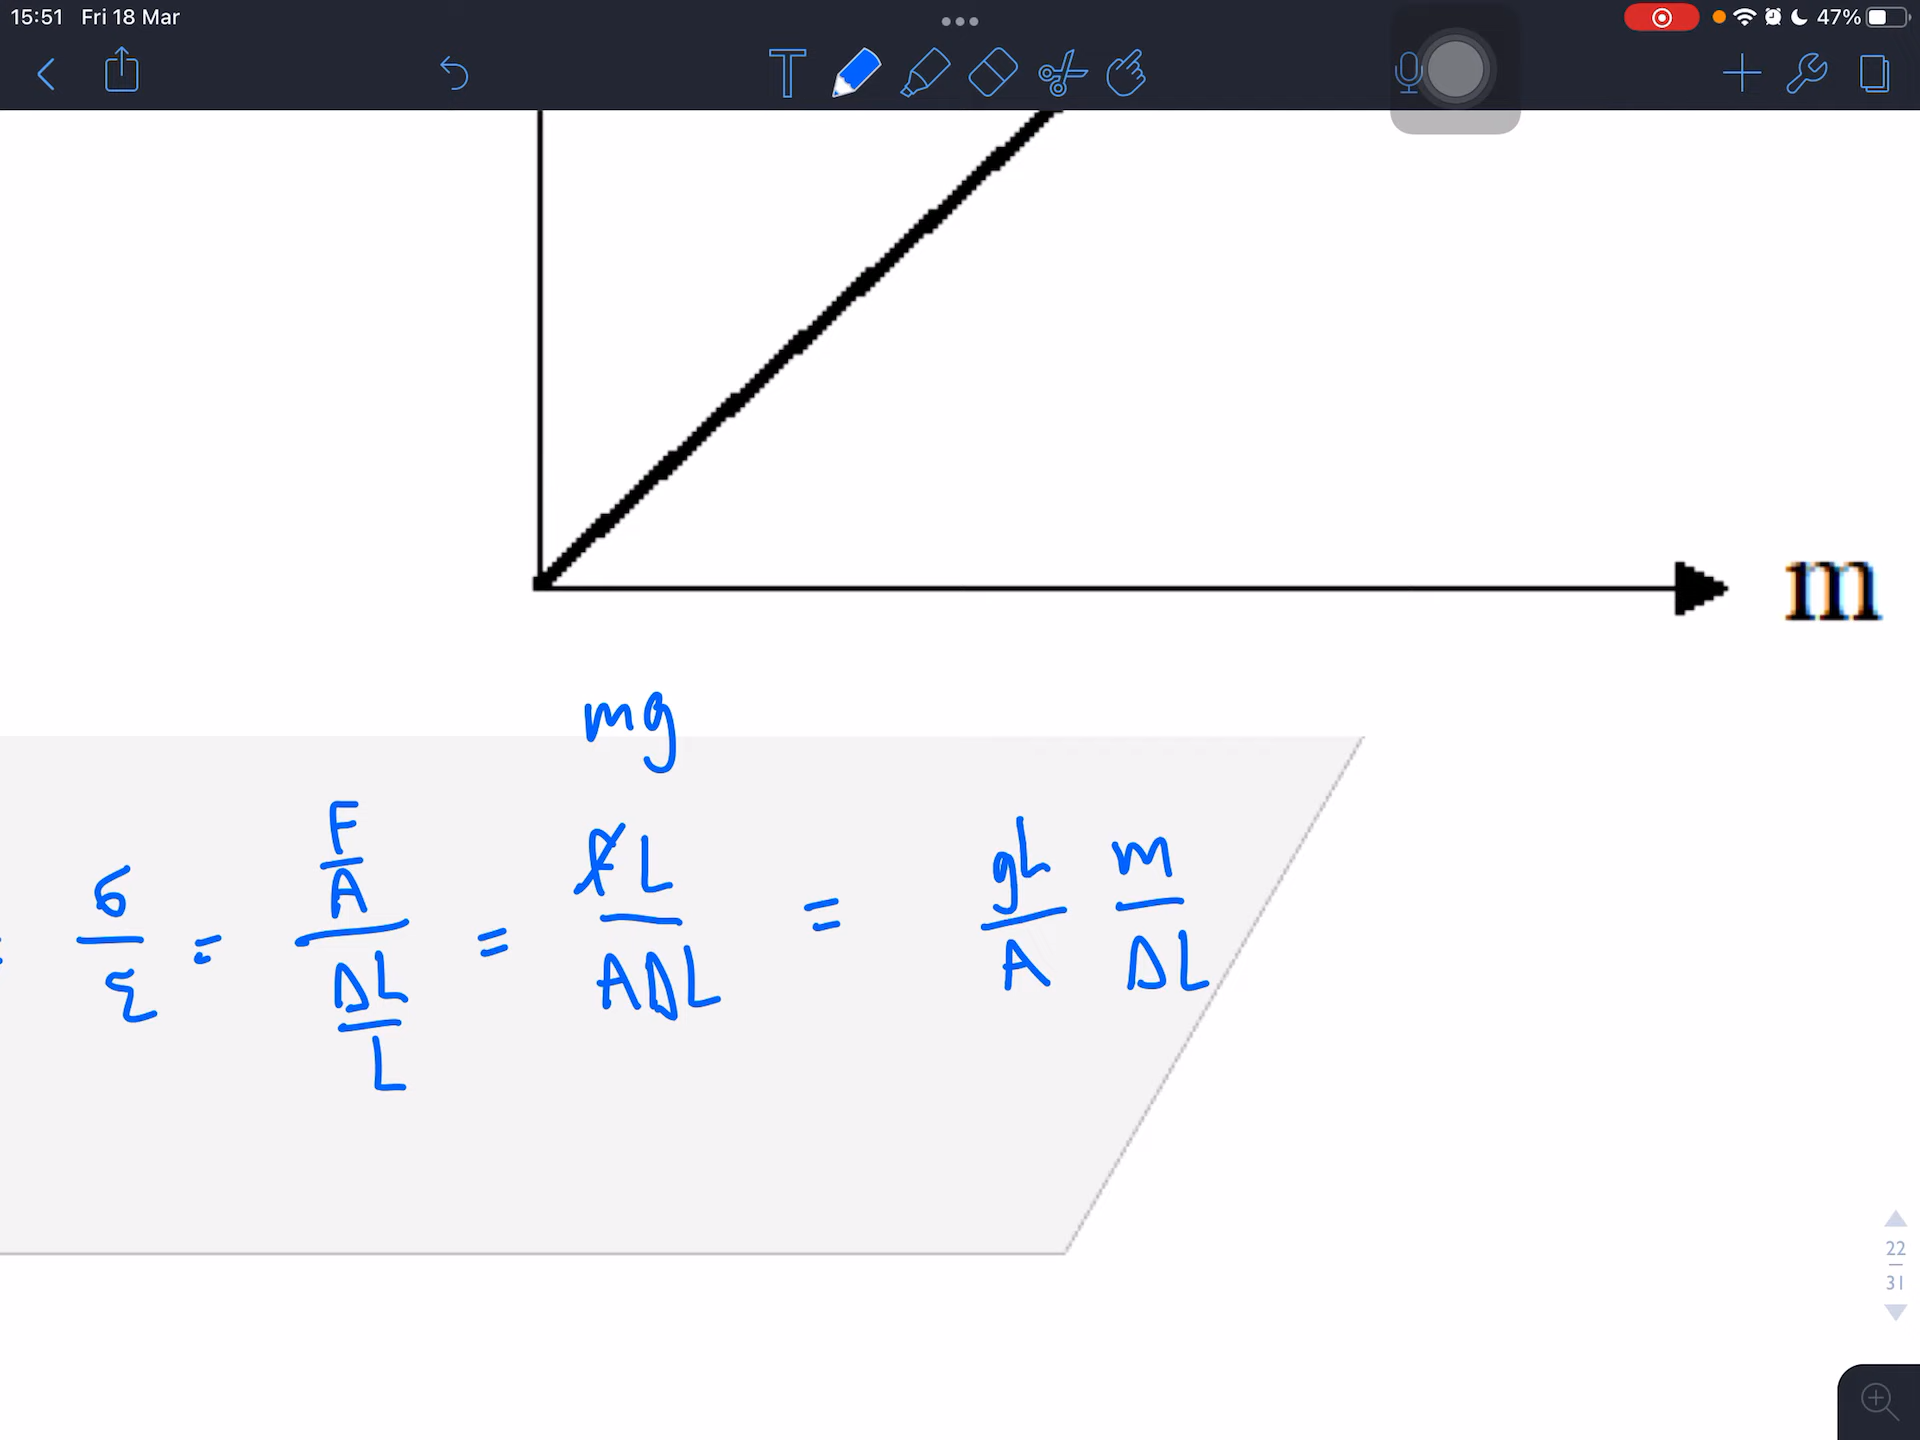 15:51 Fri 18 Mar
47%
T
m
mg
= σ/ε = (F/A)/(ΔL/L) = FL/AΔL = gL/A m/ΔL
22
31